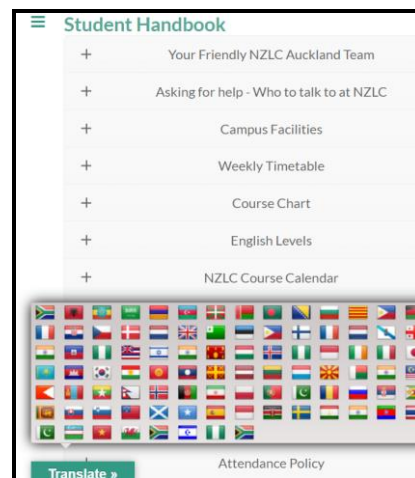 Student Handbook
Your Friendly NZLC Auckland Team
Asking for help - Who to talk to at NZLC
Campus Facilities
Weekly Timetable
Course Chart
English Levels
NZLC Course Calendar
Attendance Policy
Translate »